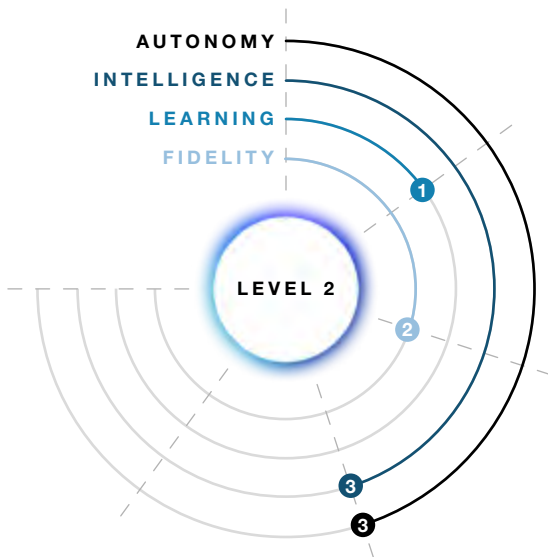 AUTONOMY
INTELLIGENCE
LEARNING
FIDELITY
1
LEVEL 2
2
3
3